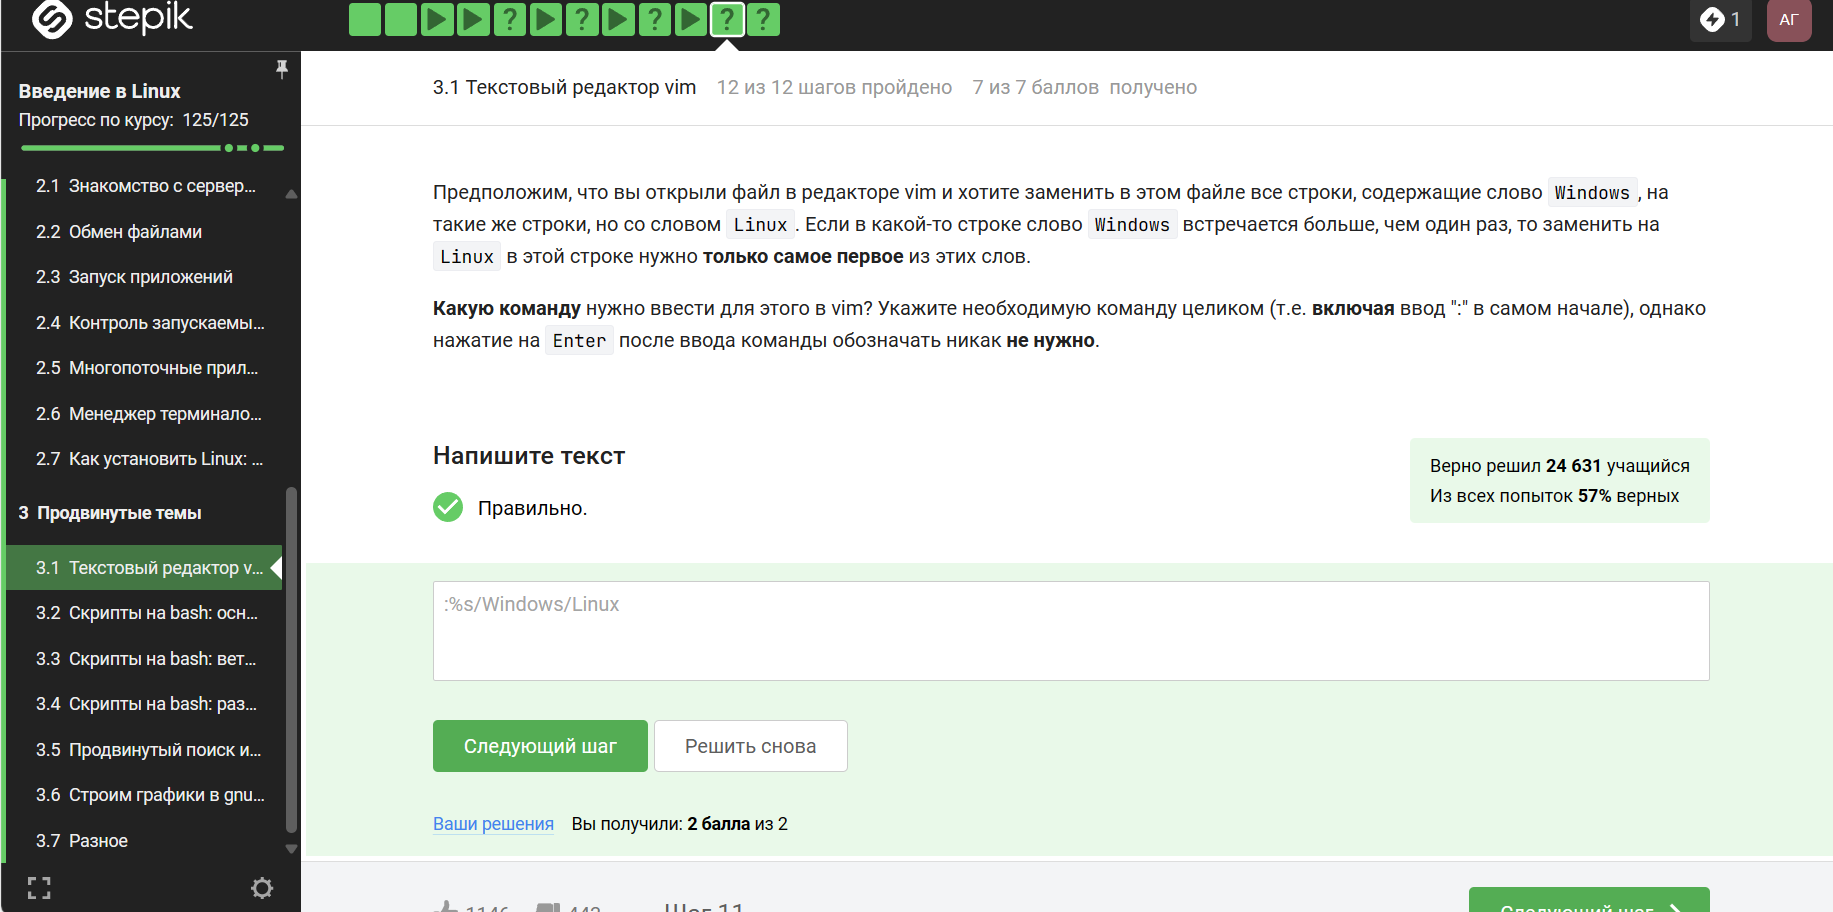 stepik
? ? ? ? ?
1
АГ
Введение в Linux
Прогресс по курсу: 125/125
2.1 Знакомство с сервер...
2.2 Обмен файлами
2.3 Запуск приложений
2.4 Контроль запускаемы...
2.5 Многопоточные прил...
2.6 Менеджер терминало...
2.7 Как установить Linux: ...
3 Продвинутые темы
3.1 Текстовый редактор v...
3.2 Скрипты на bash: осн...
3.3 Скрипты на bash: вет...
3.4 Скрипты на bash: раз...
3.5 Продвинутый поиск и...
3.6 Строим графики в gnu...
3.7 Разное
3.1 Текстовый редактор vim 12 из 12 шагов пройдено 7 из 7 баллов получено
Предположим, что вы открыли файл в редакторе vim и хотите заменить в этом файле все строки, содержащие слово Windows, на
такие же строки, но со словом Linux. Если в какой-то строке слово Windows встречается больше, чем один раз, то заменить на
Linux в этой строке нужно только самое первое из этих слов.
Какую команду нужно ввести для этого в vim? Укажите необходимую команду целиком (т.е. включая ввод ":" в самом начале), однако
нажатие на Enter после ввода команды обозначать никак не нужно.
Напишите текст
Правильно.
Верно решил 24 631 учащийся
Из всех попыток 57% верных
:%s/Windows/Linux
Следующий шаг
Решить снова
Ваши решения Вы получили: 2 балла из 2
1146 442 Шаг 11
Следующий шаг